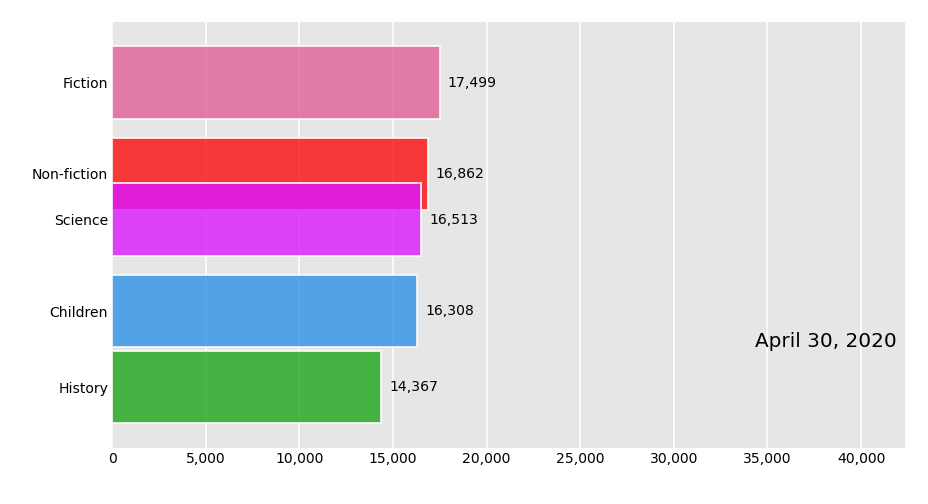 Fiction 17,499
Non-fiction 16,862
Science 16,513
Children 16,308
April 30, 2020
History 14,367
0 5,000 10,000 15,000 20,000 25,000 30,000 35,000 40,000